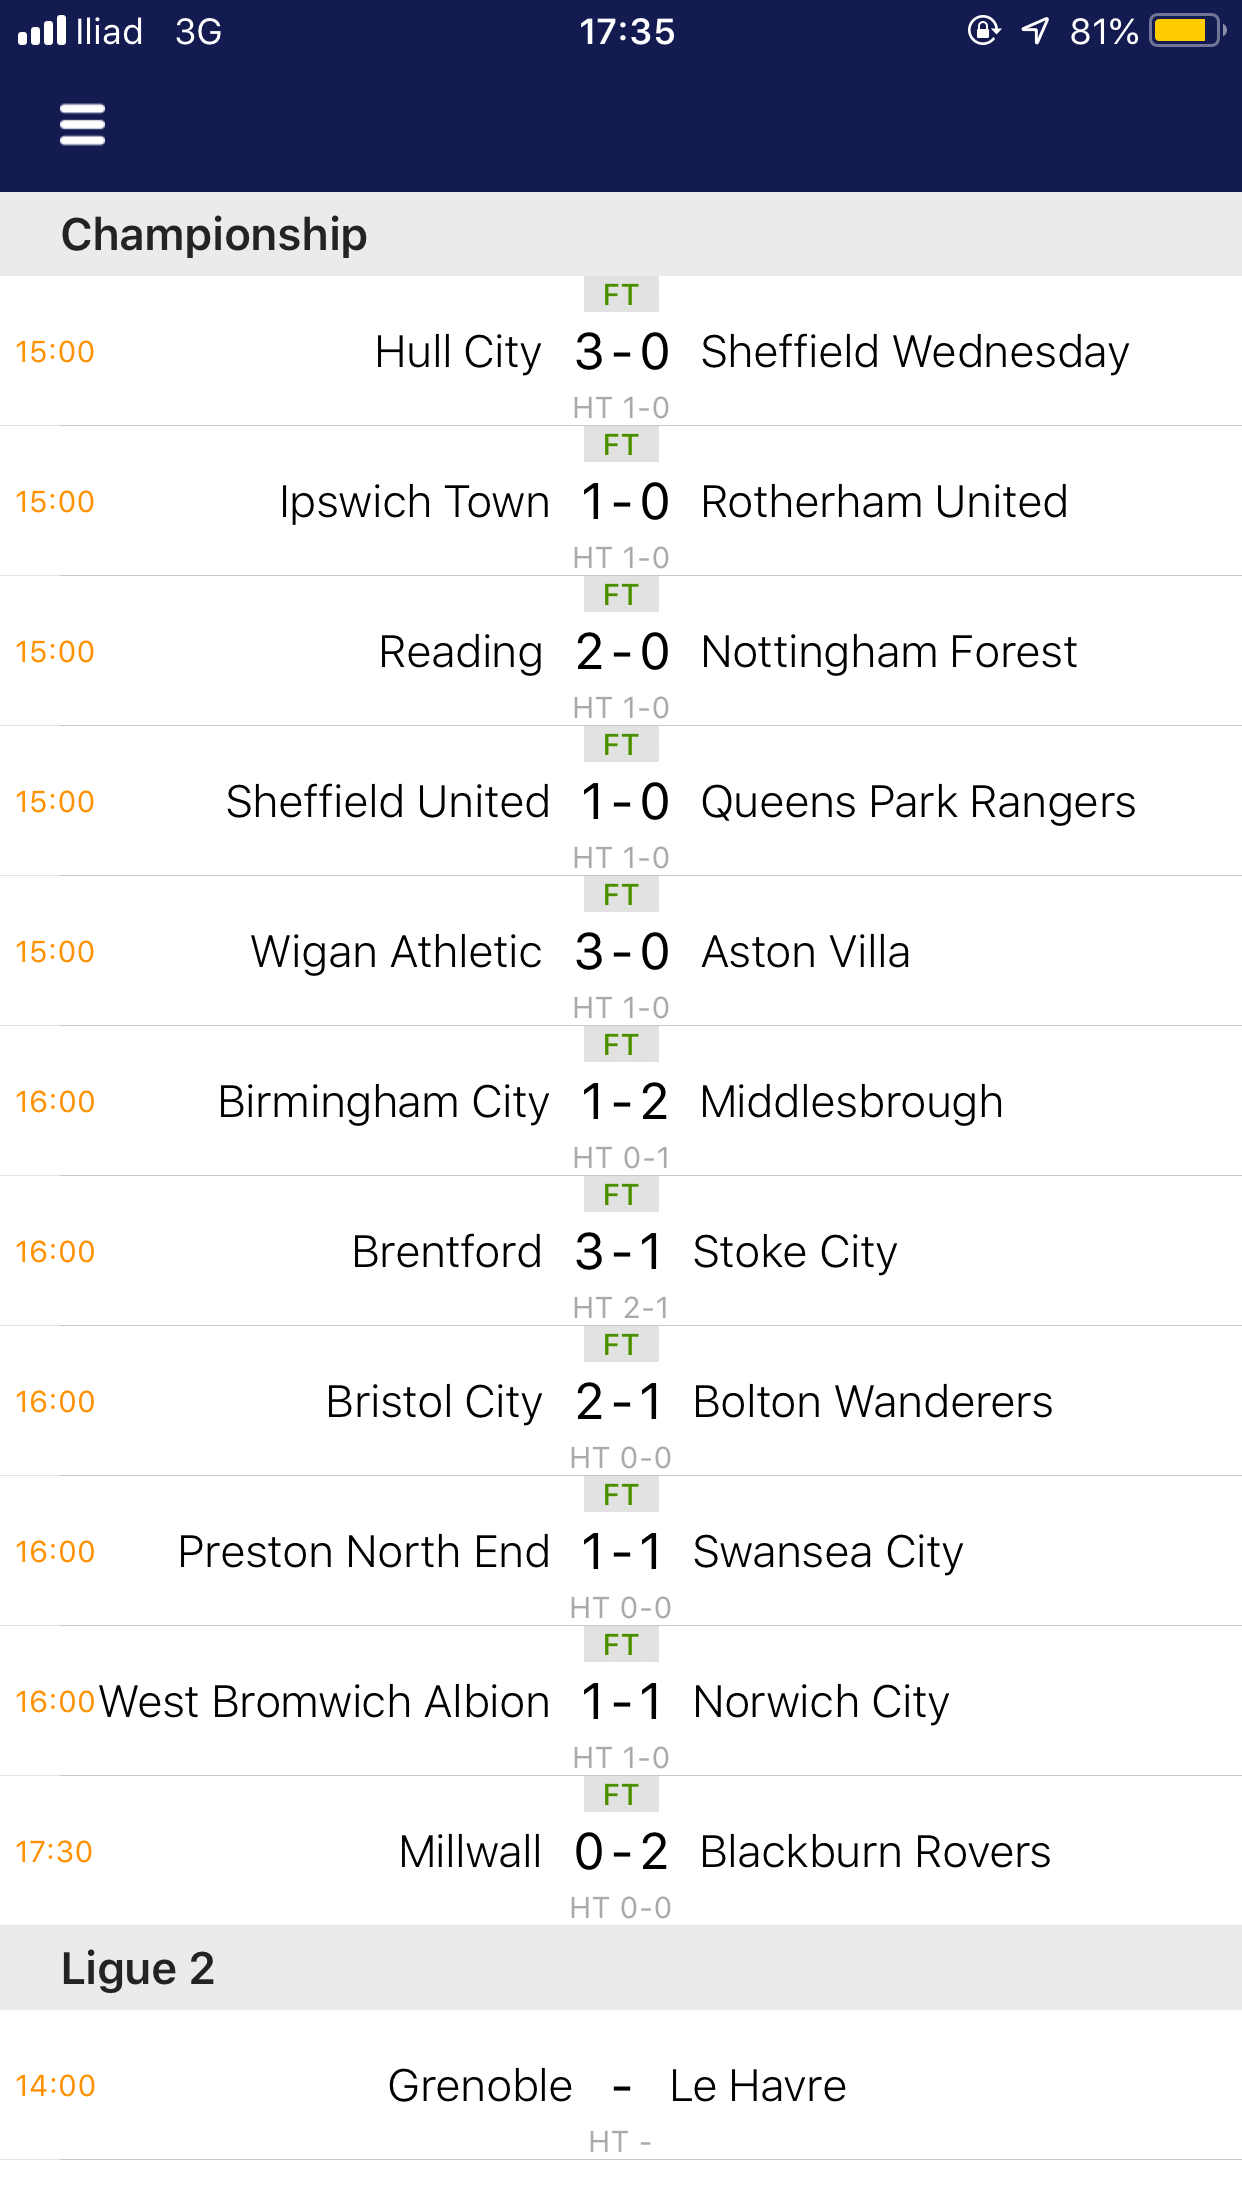 Iliad 3G 17:35 81%
Championship
FT
15:00 Hull City 3-0 Sheffield Wednesday
HT 1-0
FT
15:00 Ipswich Town 1-0 Rotherham United
HT 1-0
FT
15:00 Reading 2-0 Nottingham Forest
HT 1-0
FT
15:00 Sheffield United 1-0 Queens Park Rangers
HT 1-0
FT
15:00 Wigan Athletic 3-0 Aston Villa
HT 1-0
FT
16:00 Birmingham City 1-2 Middlesbrough
HT 0-1
FT
16:00 Brentford 3-1 Stoke City
HT 2-1
FT
16:00 Bristol City 2-1 Bolton Wanderers
HT 0-0
FT
16:00 Preston North End 1-1 Swansea City
HT 0-0
FT
16:00 West Bromwich Albion 1-1 Norwich City
HT 1-0
FT
17:30 Millwall 0-2 Blackburn Rovers
HT 0-0
Ligue 2
14:00 Grenoble - Le Havre
HT -